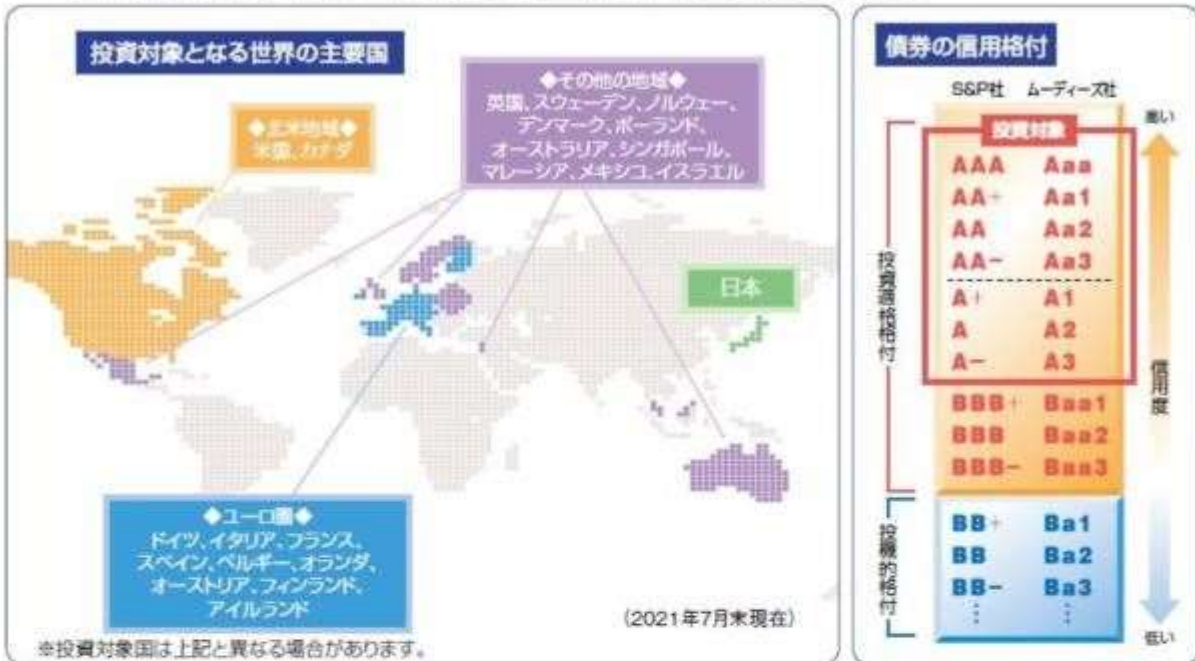 投資対象となる世界の主要国
◆北米地域◆
米国、カナダ
◆その他の地域◆
英国、スウェーデン、ノルウェー、
デンマーク、ポーランド、
オーストラリア、シンガポール、
マレーシア、メキシコ、イスラエル
日本
◆ユーロ圏◆
ドイツ、イタリア、フランス、
スペイン、ベルギー、オランダ、
オーストリア、フィンランド、
アイルランド
(2021年7月末現在)
※投資対象国は上記と異なる場合があります。
債券の信用格付
S&P社 ムーディーズ社
投資対象
高い
AAA Aaa
AA+ Aa1
AA Aa2
AA- Aa3
A+ A1
A A2
A- A3
BBB+ Baa1
BBB Baa2
BBB- Baa3
BB+ Ba1
BB Ba2
BB- Ba3
投資適格格付
投機的格付
信用度
低い